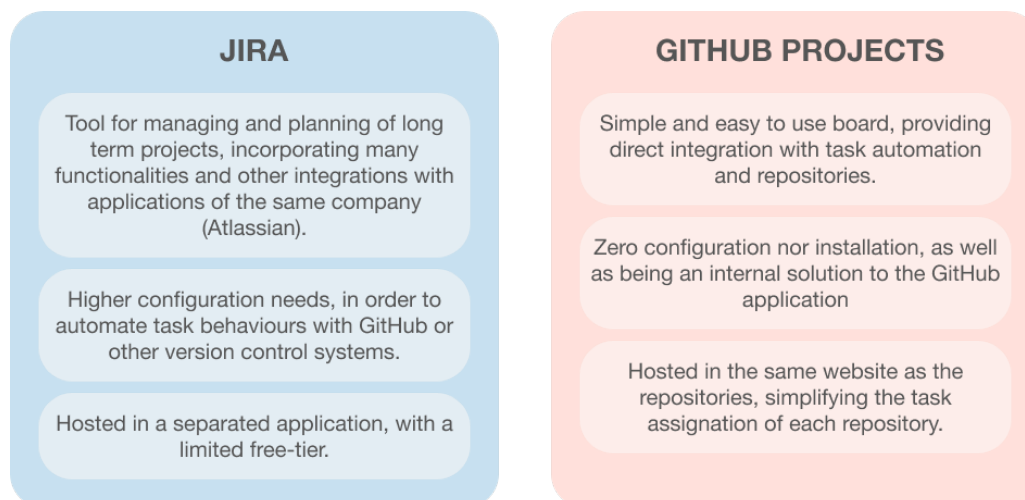 JIRA
Tool for managing and planning of long
term projects, incorporating many
functionalities and other integrations with
applications of the same company
(Atlassian).
Higher configuration needs, in order to
automate task behaviours with GitHub or
other version control systems.
Hosted in a separated application, with a
limited free-tier.
GITHUB PROJECTS
Simple and easy to use board, providing
direct integration with task automation
and repositories.
Zero configuration nor installation, as well
as being an internal solution to the GitHub
application
Hosted in the same website as the
repositories, simplifying the task
assignation of each repository.